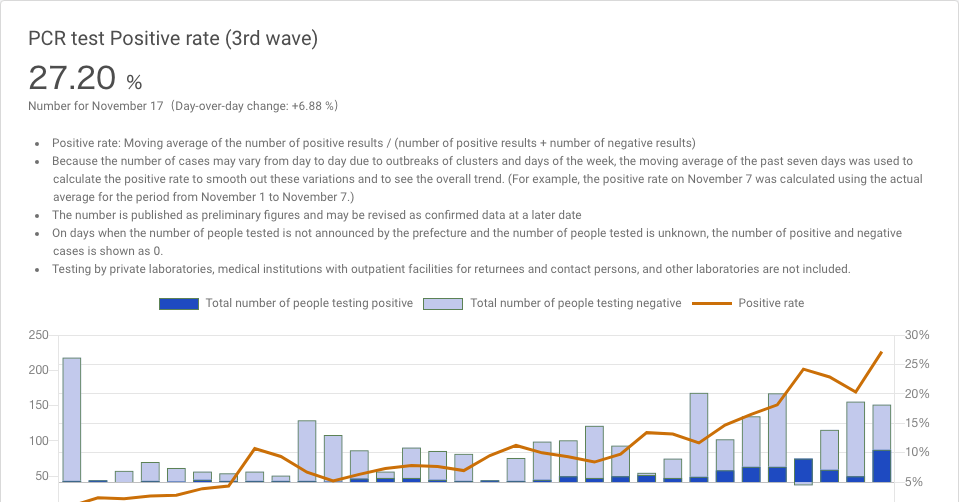 PCR test Positive rate (3rd wave)
27.20 %
Number for November 17（Day-over-day change: +6.88 %）
• Positive rate: Moving average of the number of positive results / (number of positive results + number of negative results)
• Because the number of cases may vary from day to day due to outbreaks of clusters and days of the week, the moving average of the past seven days was used to
calculate the positive rate to smooth out these variations and to see the overall trend. (For example, the positive rate on November 7 was calculated using the actual
average for the period from November 1 to November 7.)
• The number is published as preliminary figures and may be revised as confirmed data at a later date
• On days when the number of people tested is not announced by the prefecture and the number of people tested is unknown, the number of positive and negative
cases is shown as 0.
• Testing by private laboratories, medical institutions with outpatient facilities for returnees and contact persons, and other laboratories are not included.
Total number of people testing positive Total number of people testing negative Positive rate
250 30%
200 25%
20%
150 15%
100 10%
50 5%